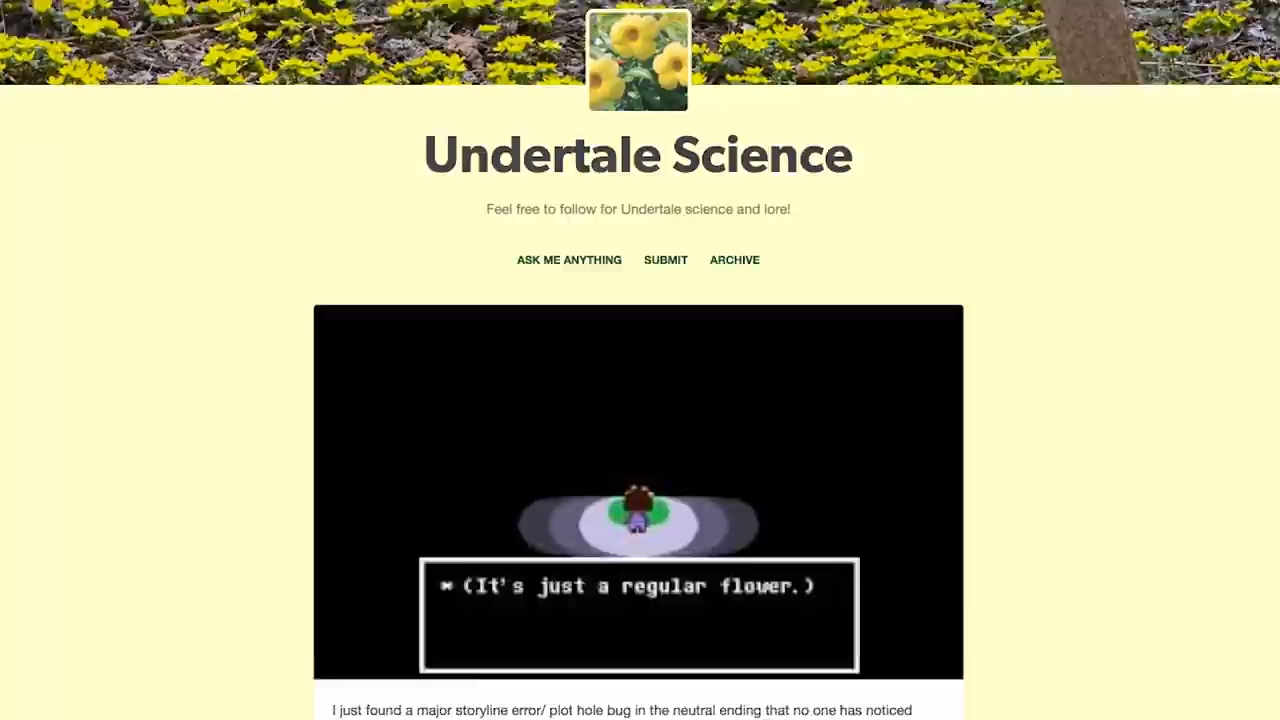 Undertale Science
Feel free to follow for Undertale science and lore!
ASK ME ANYTHING SUBMIT ARCHIVE
* (It's just a regular flower.)
I just found a major storyline error/ plot hole bug in the neutral ending that no one has noticed